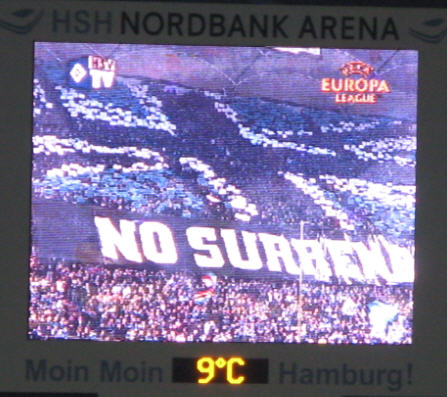 HSH NORDBANK ARENA
HSV
TV
UEFA
EUROPA
LEAGUE
NO SURREN
Moin Moin 9°C Hamburg!